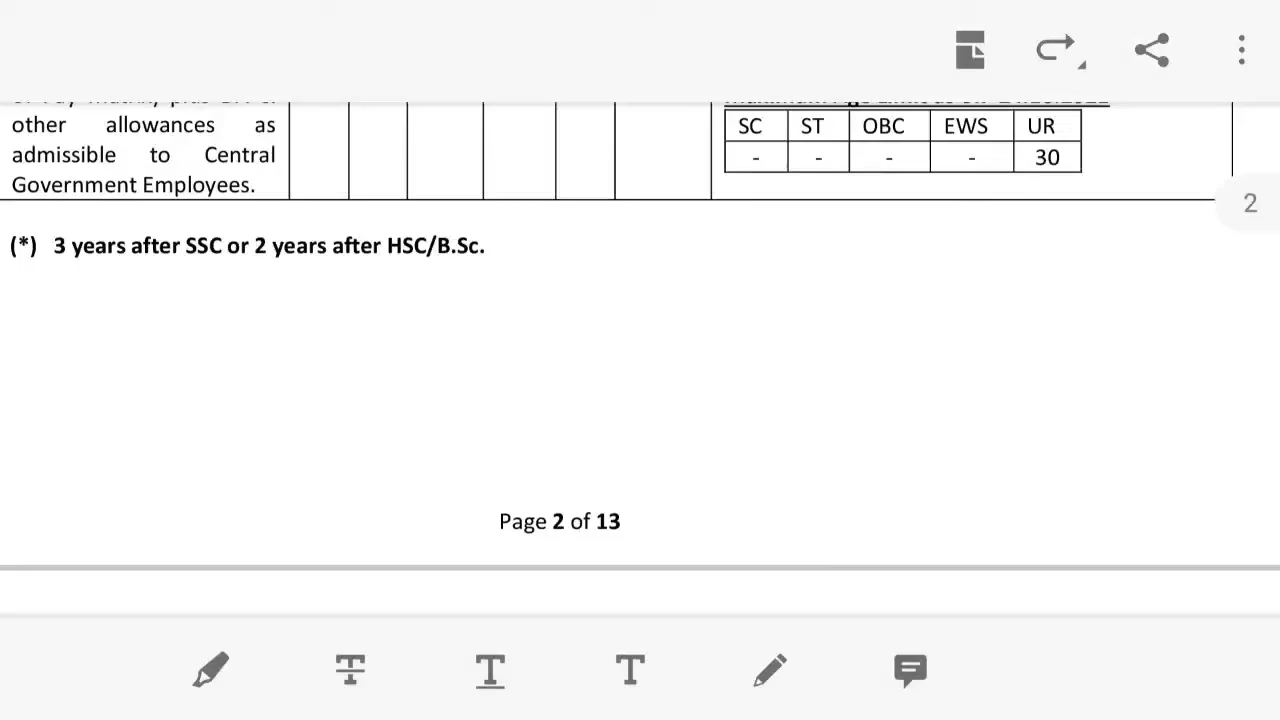 other allowances as
admissible to Central
Government Employees.
SC ST OBC EWS UR
- - - - 30
2
(*) 3 years after SSC or 2 years after HSC/B.Sc.
Page 2 of 13